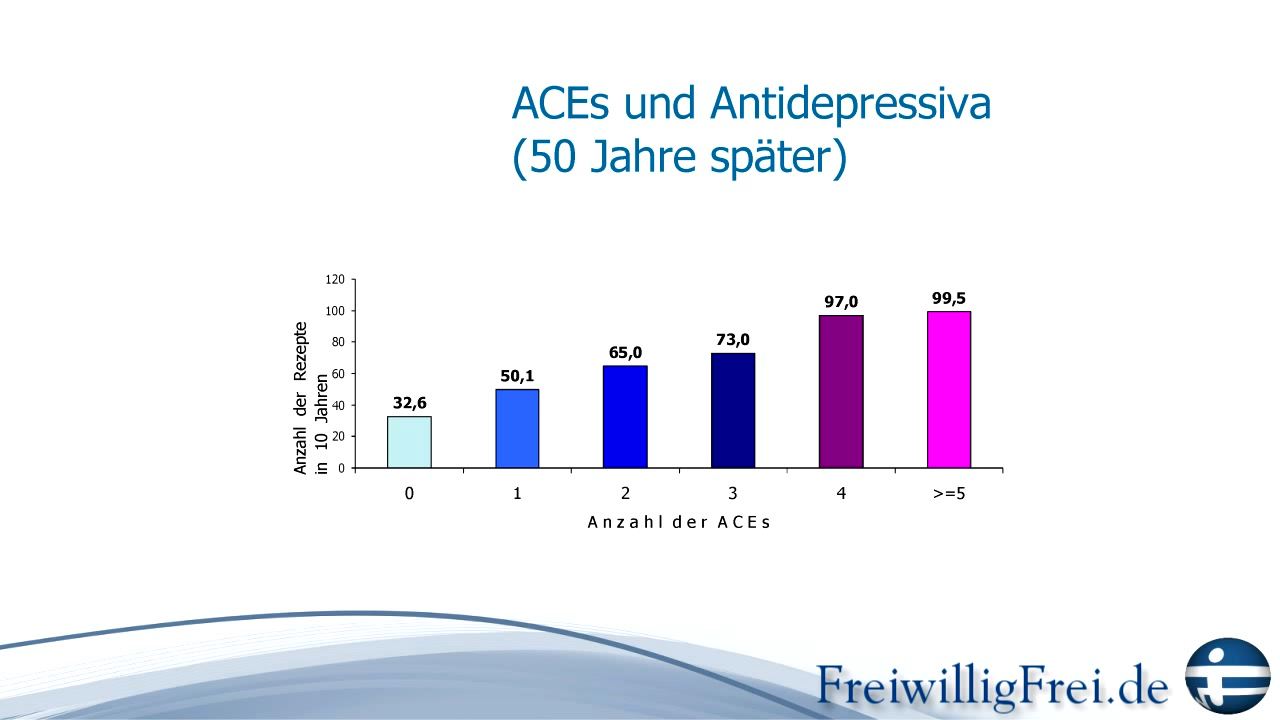 ACEs und Antidepressiva
(50 Jahre später)
Anzahl der Rezepte
in 10 Jahren
120
100
80
60
40
20
0
32,6
50,1
65,0
73,0
97,0
99,5
0 1 2 3 4 >=5
Anzahl der ACEs
FreiwilligFrei.de